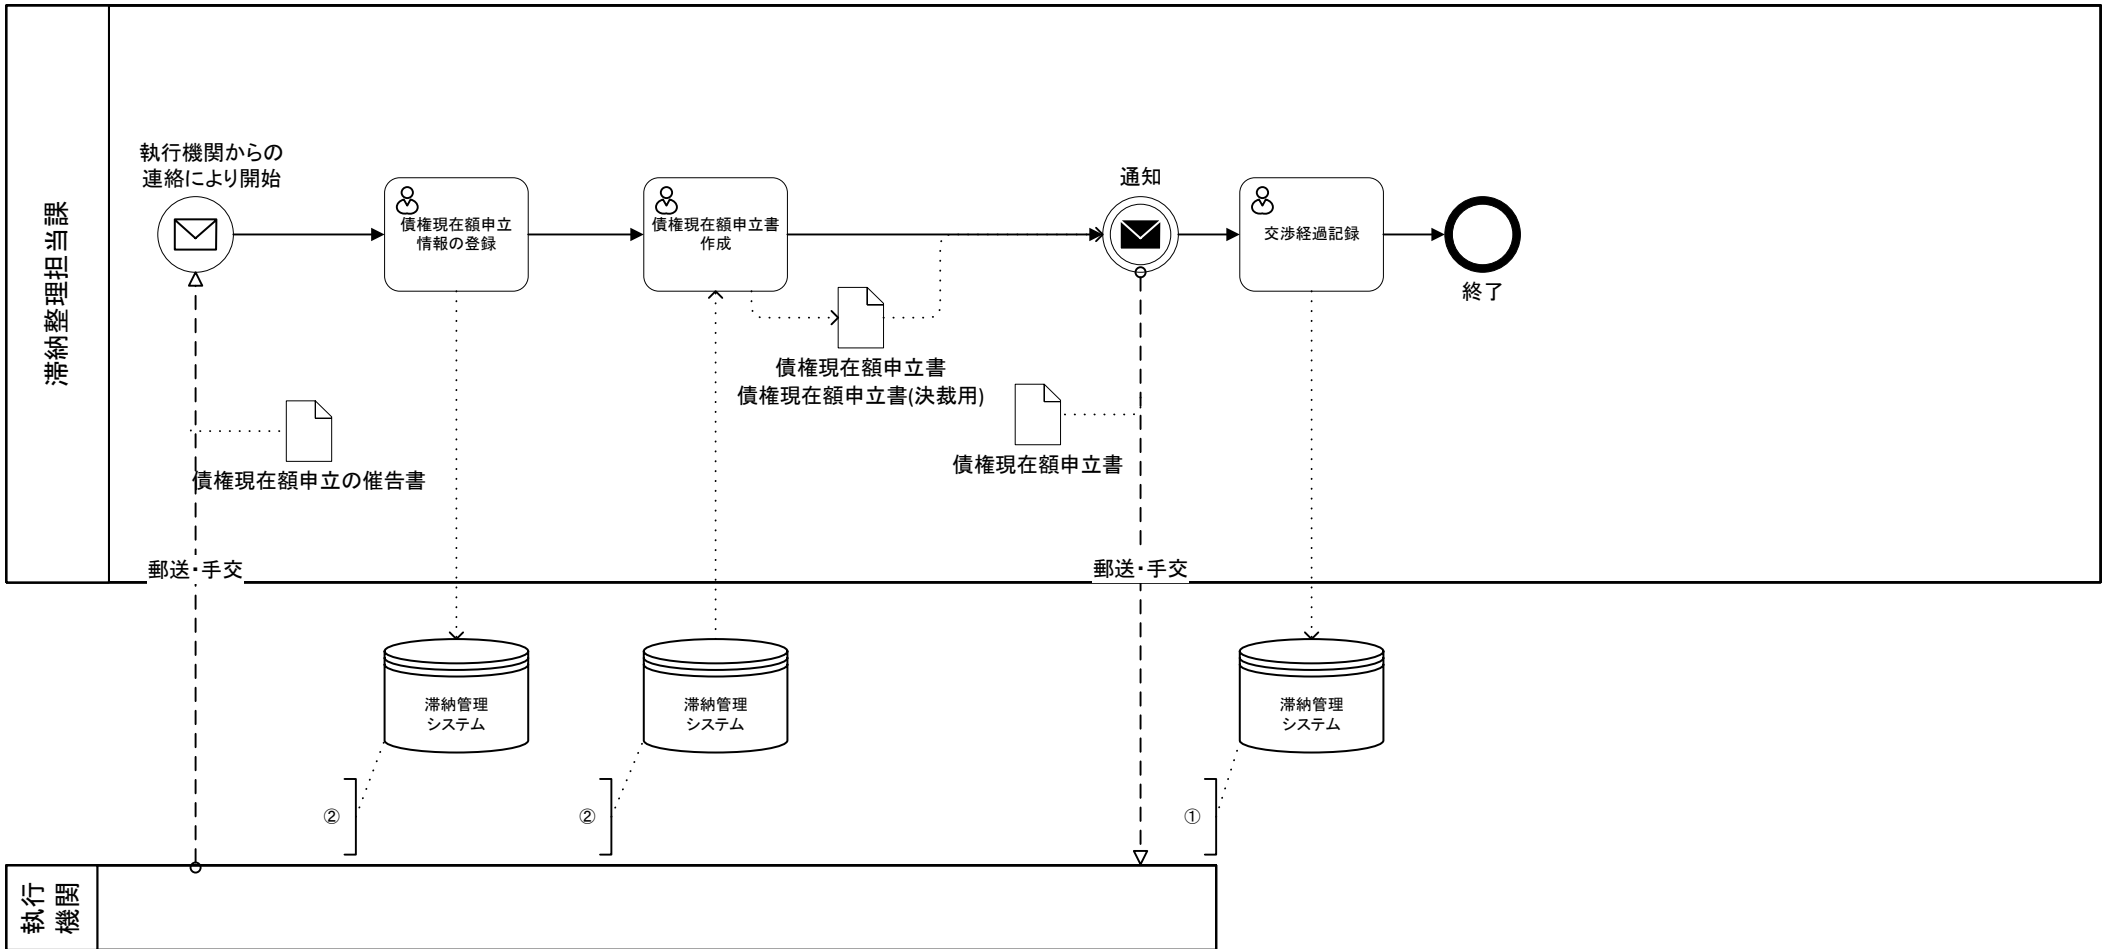 滞納整理担当課
執行機関からの
連絡により開始
債権現在額申立
情報の登録
債権現在額申立書
作成
通知
交渉経過記録
終了
債権現在額申立書
債権現在額申立書(決裁用)
債権現在額申立の催告書
債権現在額申立書
郵送・手交
郵送・手交
滞納管理
システム
滞納管理
システム
滞納管理
システム
②
②
①
執行
機関